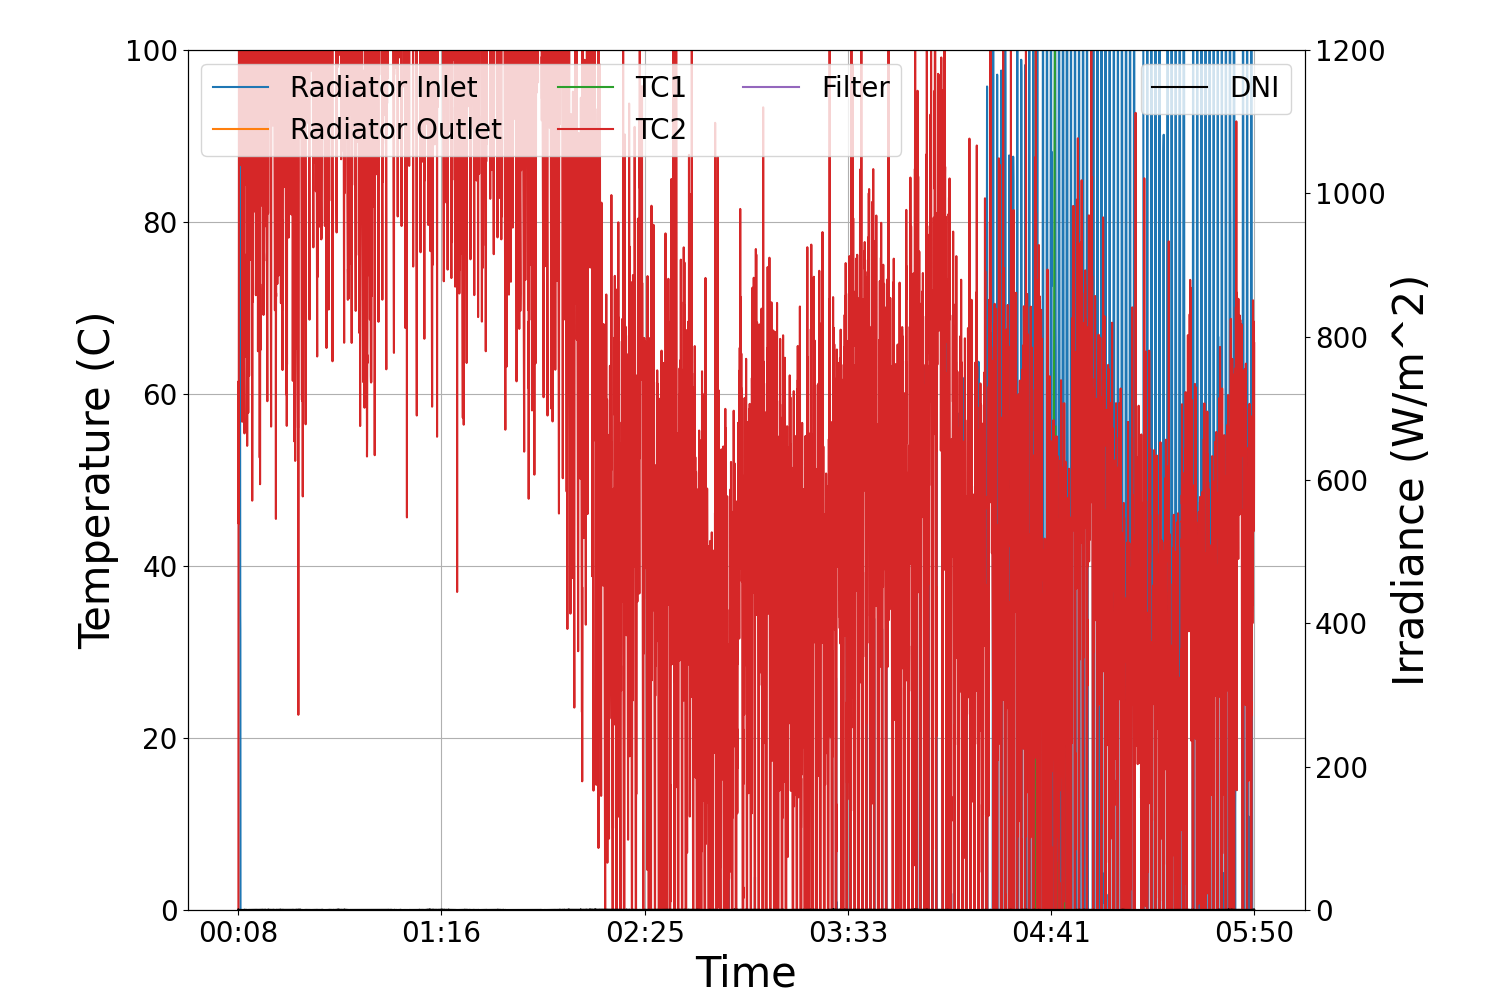 100
80
60
40
20
0
Temperature (C)
Radiator Inlet
Radiator Outlet
TC1
TC2
Filter
DNI
1200
1000
800
600
400
200
0
Irradiance (W/m^2)
00:08
01:16
02:25
03:33
04:41
05:50
Time